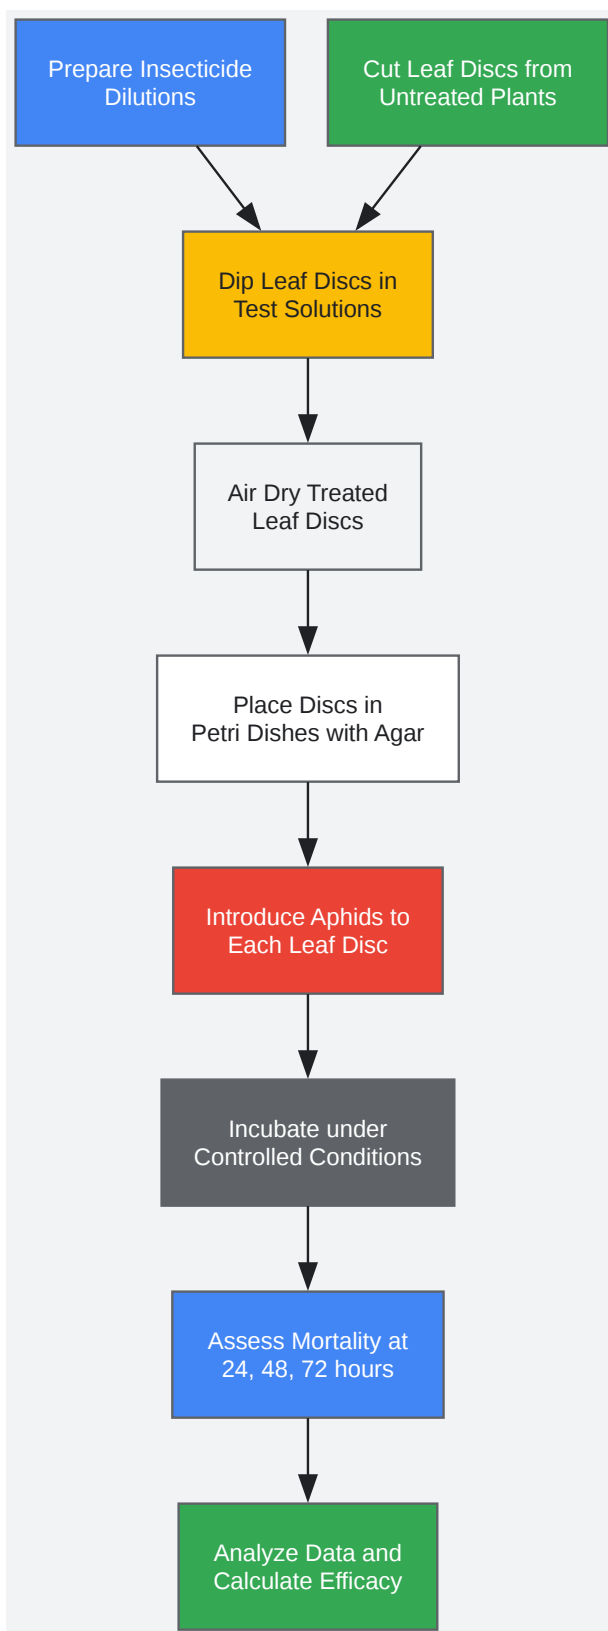 Prepare Insecticide
Dilutions
Cut Leaf Discs from
Untreated Plants
Dip Leaf Discs in
Test Solutions
Air Dry Treated
Leaf Discs
Place Discs in
Petri Dishes with Agar
Introduce Aphids to
Each Leaf Disc
Incubate under
Controlled Conditions
Assess Mortality at
24, 48, 72 hours
Analyze Data and
Calculate Efficacy